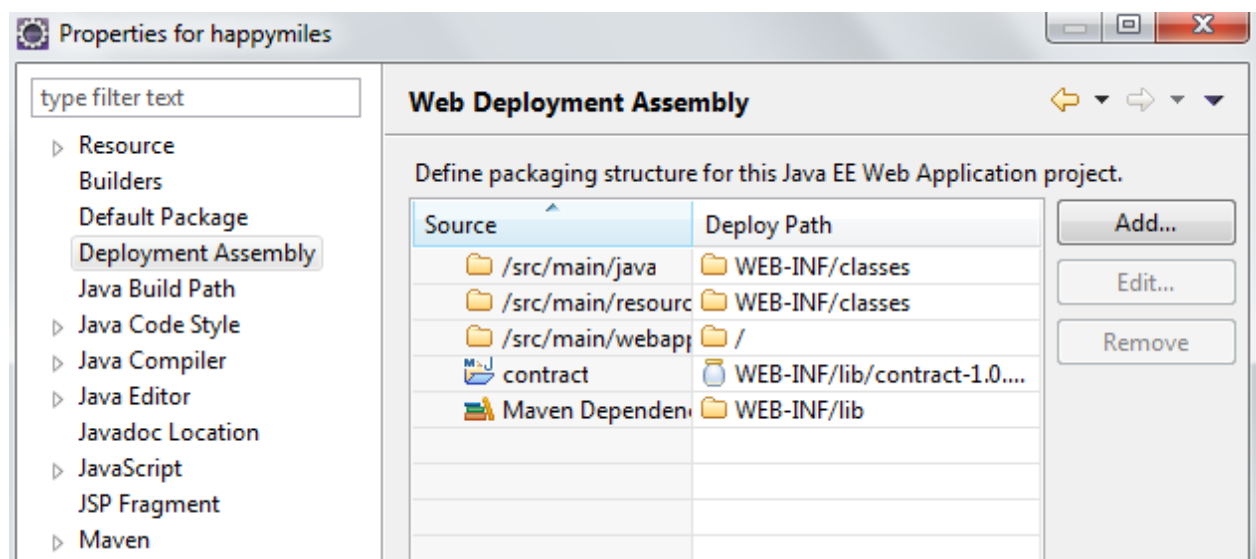 Properties for happymiles
type filter text
Resource
Builders
Default Package
Deployment Assembly
Java Build Path
Java Code Style
Java Compiler
Java Editor
Javadoc Location
JavaScript
JSP Fragment
Maven
Web Deployment Assembly
Define packaging structure for this Java EE Web Application project.
Source Deploy Path
/src/main/java WEB-INF/classes
/src/main/resourc WEB-INF/classes
/src/main/webap /
contract WEB-INF/lib/contract-1.0....
Maven Dependen WEB-INF/lib
Add...
Edit...
Remove